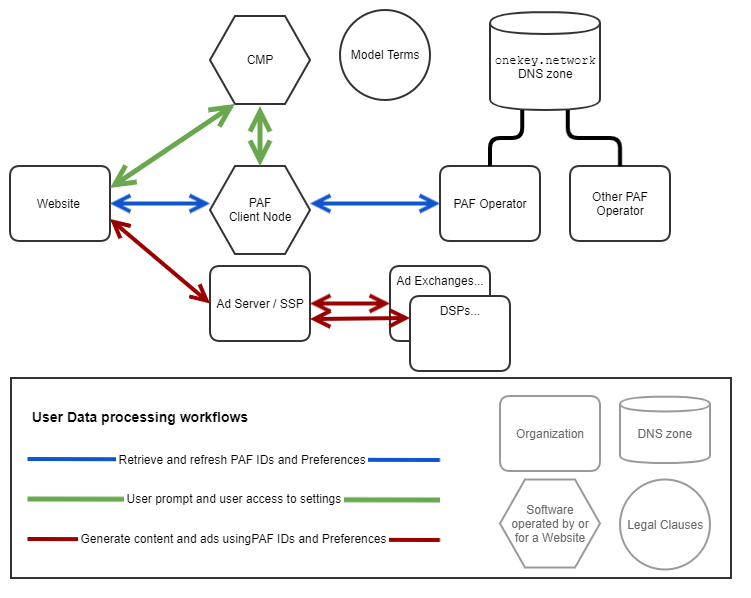 CMP
Model Terms
onekey.network
DNS zone
Website
PAF
Client Node
PAF Operator
Other PAF
Operator
Ad Server / SSP
Ad Exchanges...
DSPs...
User Data processing workflows
Retrieve and refresh PAF IDs and Preferences
User prompt and user access to settings
Generate content and ads usingPAF IDs and Preferences
Organization
DNS zone
Software
operated by or
for a Website
Legal Clauses